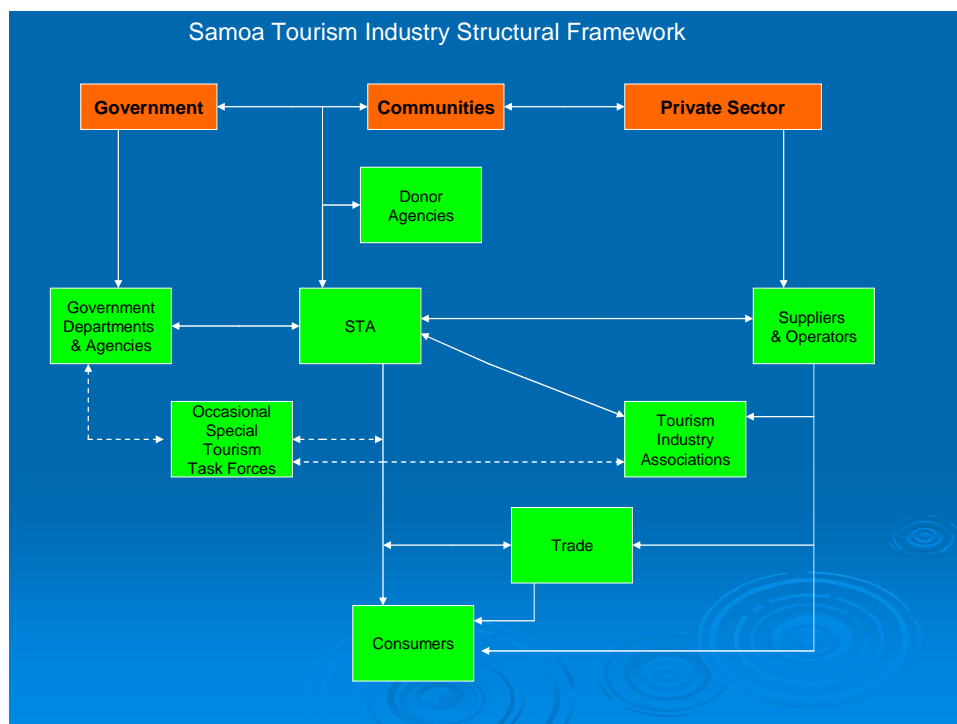 Samoa Tourism Industry Structural Framework
Government
Communities
Private Sector
Donor
Agencies
Government
Departments
& Agencies
STA
Suppliers
& Operators
Occasional
Special
Tourism
Task Forces
Tourism
Industry
Associations
Trade
Consumers